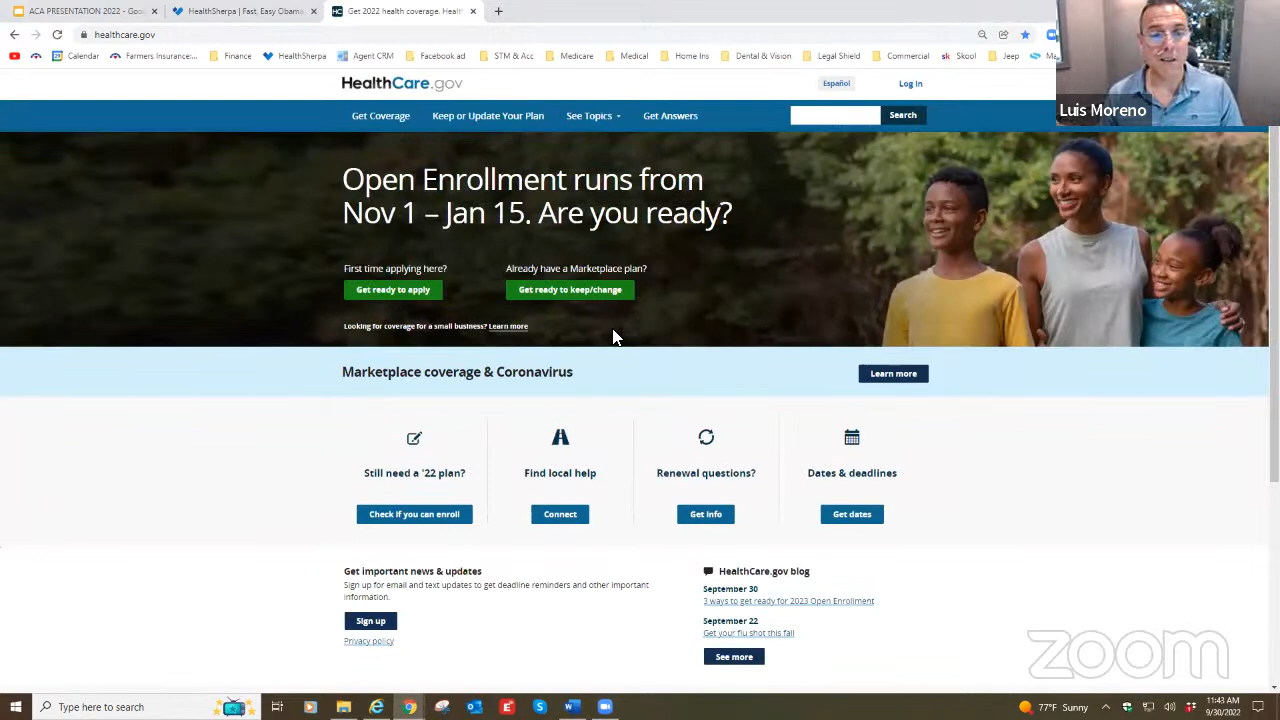 ACA PRESENTATION 2022 - Goo
HealthSherpa | Fast, Easy Obama
Get 2022 health coverage. Healt
healthcare.gov
Calendar
Farmers Insurance:...
Finance
HealthSherpa
Agent CRM
Facebook ad
STM & Acc
Medicare
Medical
Home Ins
Dental & Vision
Legal Shield
Commercial
sk Skool
Jeep
Ma
Luis Moreno
HealthCare.gov
Español
Log In
Get Coverage
Keep or Update Your Plan
See Topics
Get Answers
Search
Open Enrollment runs from
Nov 1 – Jan 15. Are you ready?
First time applying here?
Already have a Marketplace plan?
Get ready to apply
Get ready to keep/change
Looking for coverage for a small business? Learn more
Marketplace coverage & Coronavirus
Learn more
Still need a '22 plan?
Find local help
Renewal questions?
Dates & deadlines
Check if you can enroll
Connect
Get info
Get dates
Get important news & updates
Sign up for email and text updates to get deadline reminders and other important
information.
Sign up
Privacy policy
HealthCare.gov blog
September 30
3 ways to get ready for 2023 Open Enrollment
September 22
Get your flu shot this fall
See more
zoom
Type here to search
77°F Sunny
11:43 AM
9/30/2022